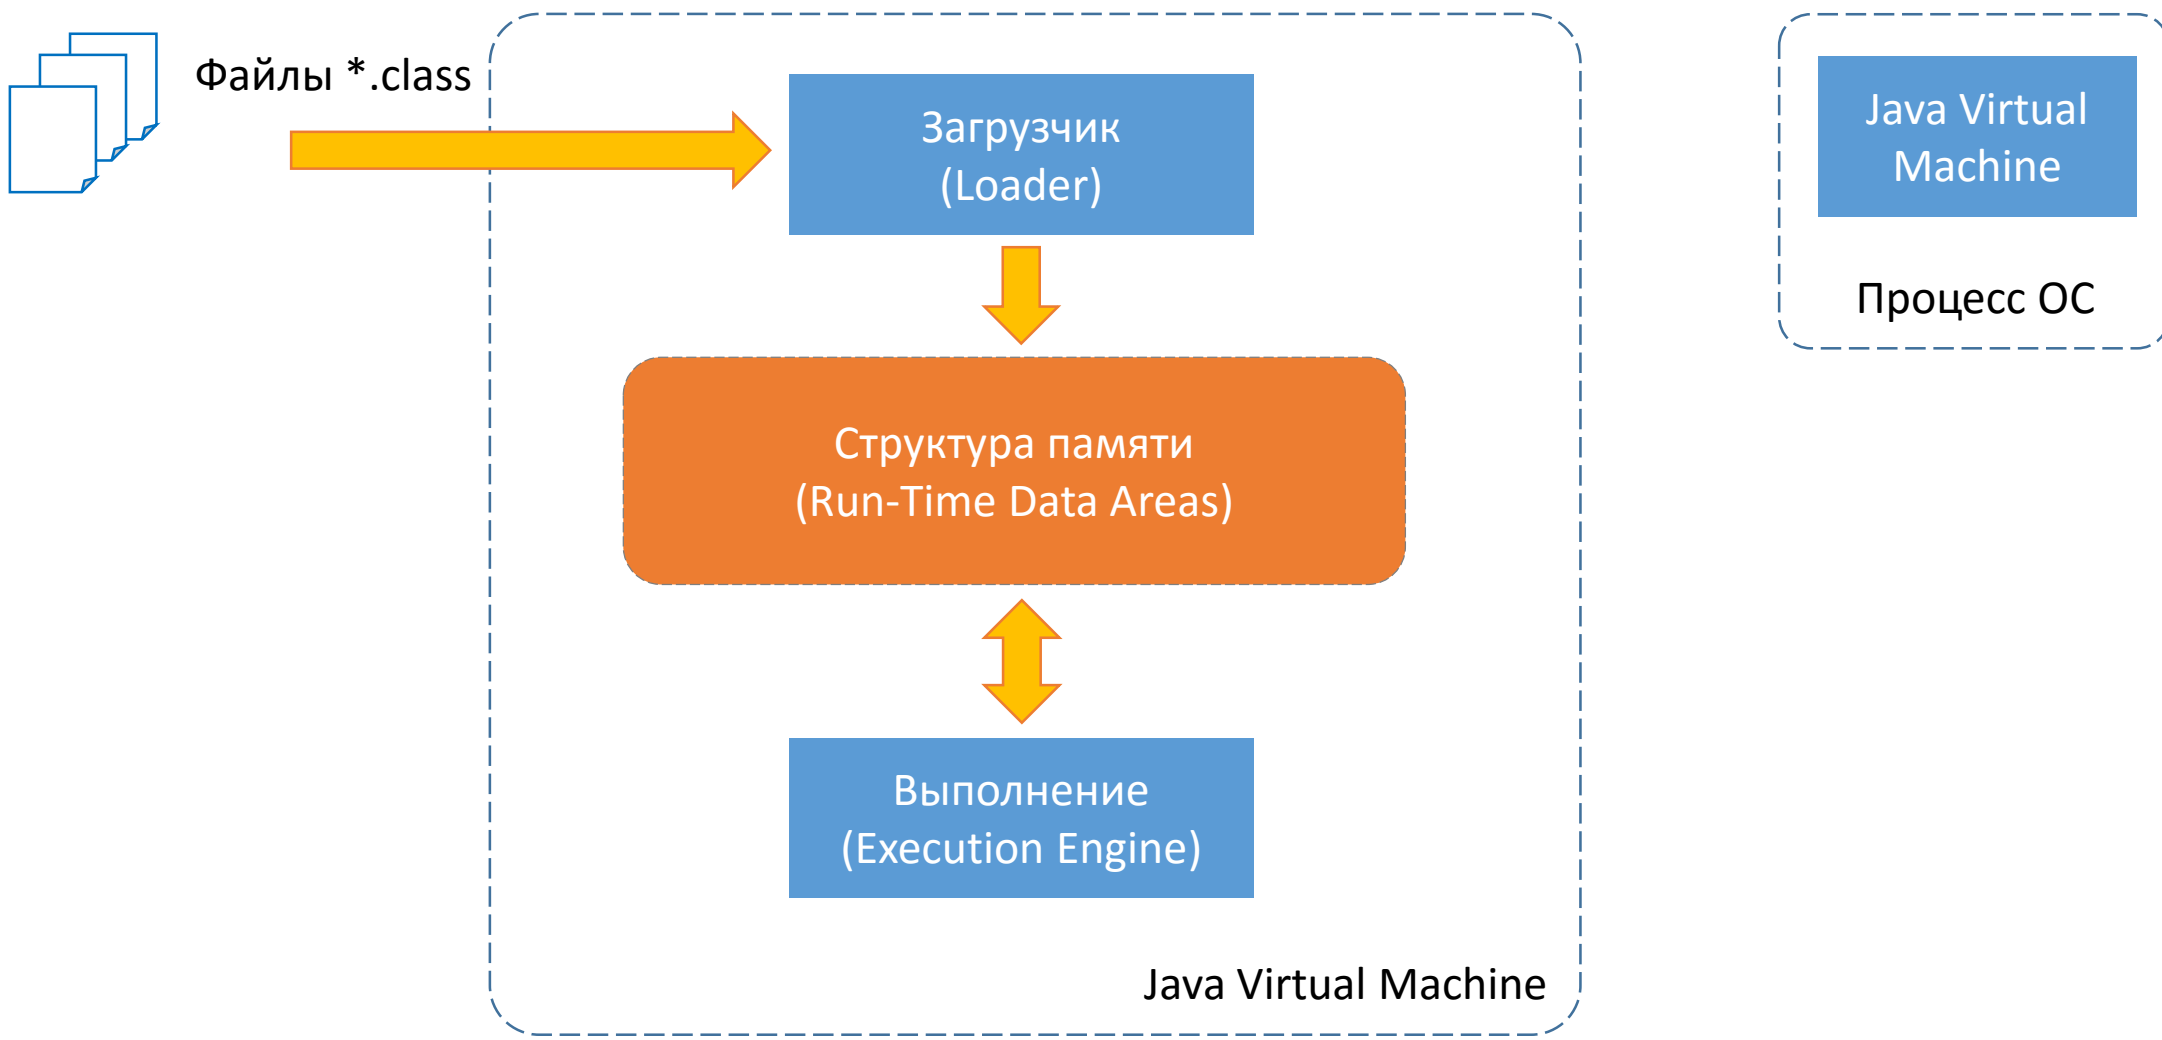 Файлы *.class
Загрузчик
(Loader)
Структура памяти
(Run-Time Data Areas)
Выполнение
(Execution Engine)
Java Virtual Machine
Java Virtual
Machine
Процесс ОС